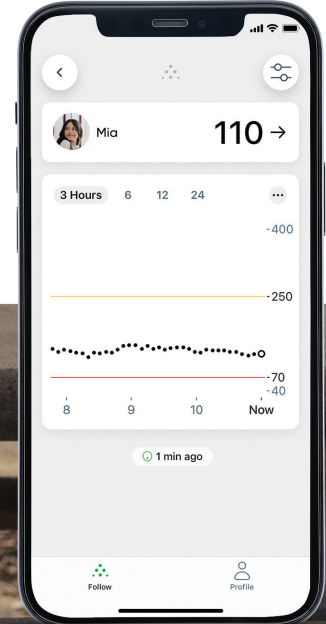 Mia 110 →
3 Hours 6 12 24 ...
-400
-250
-70
-40
8 9 10 Now
1 min ago
Follow Profile